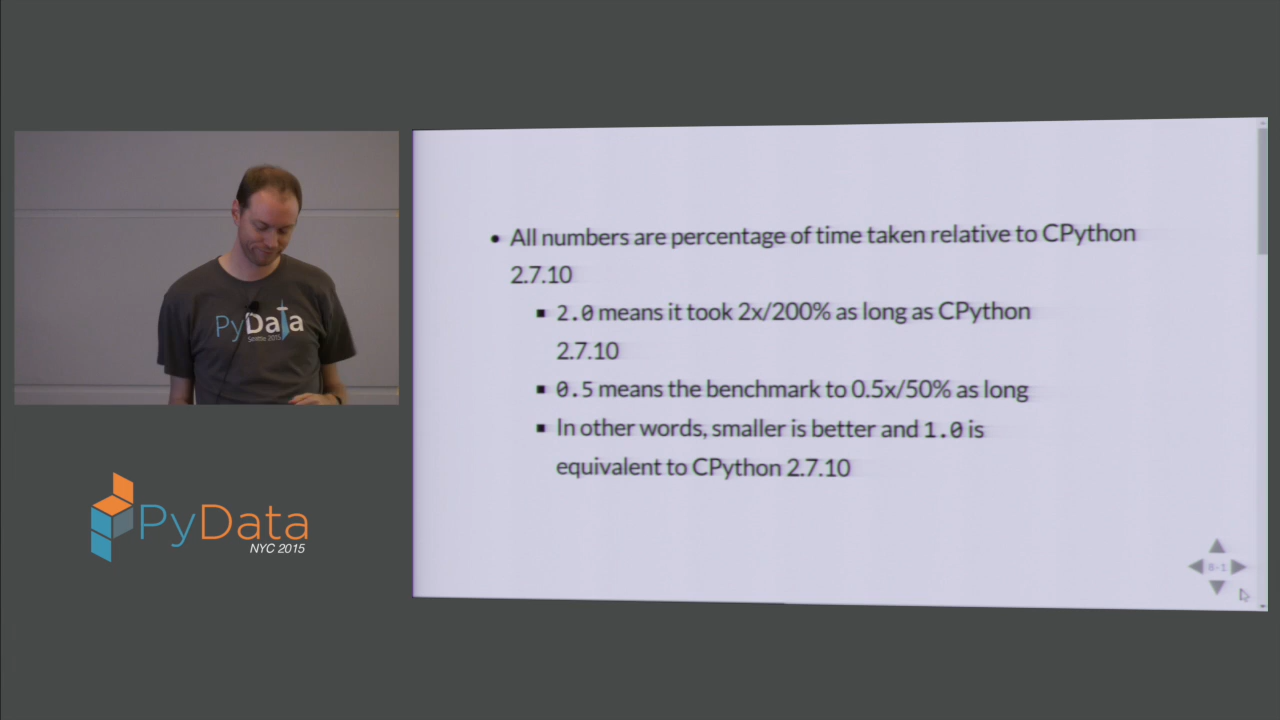 PyData
Seattle 2015
PyData
NYC 2015
All numbers are percentage of time taken relative to CPython
2.7.10
2.0 means it took 2x/200% as long as CPython
2.7.10
0.5 means the benchmark to 0.5x/50% as long
In other words, smaller is better and 1.0 is
equivalent to CPython 2.7.10